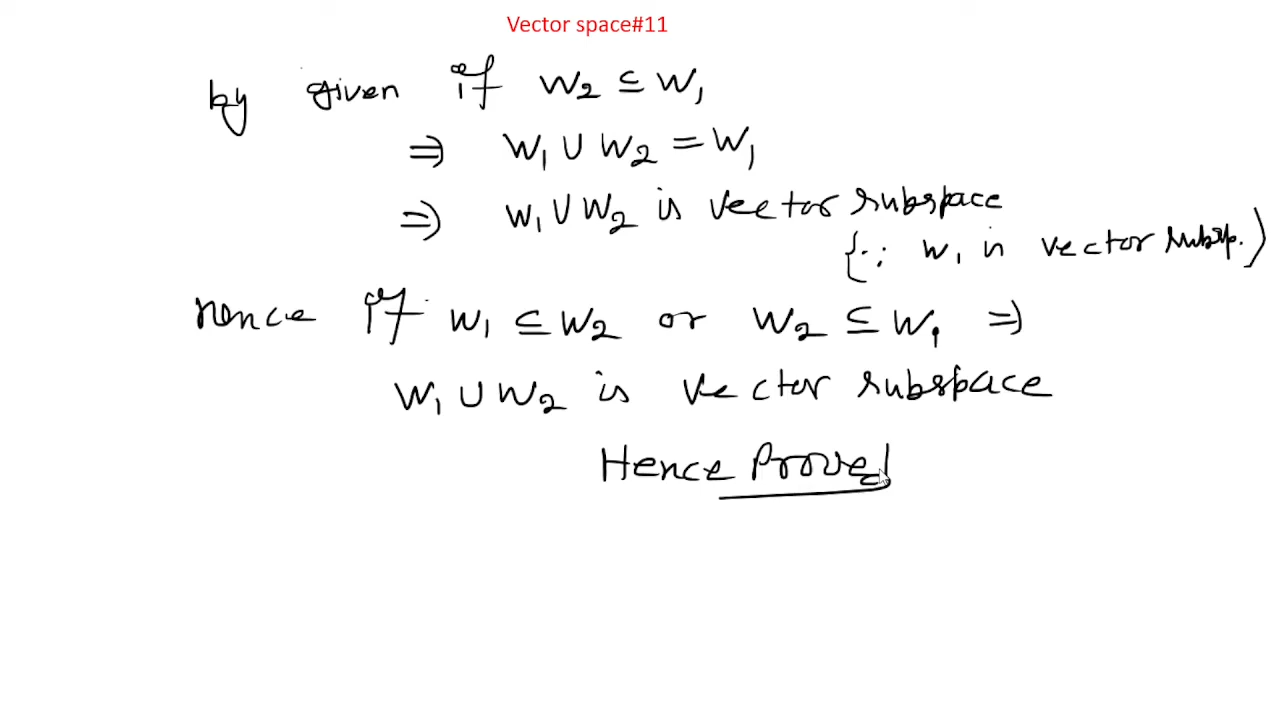 Vector space#11
by given if W2 ⊆ W1
⇒ W1 ∪ W2 = W1
⇒ W1 ∪ W2 is vector subspace
{∵ W1 is vector subsp.)
Hence if W1 ⊆ W2 or W2 ⊆ W1 ⇒
W1 ∪ W2 is vector subspace
Hence Proved